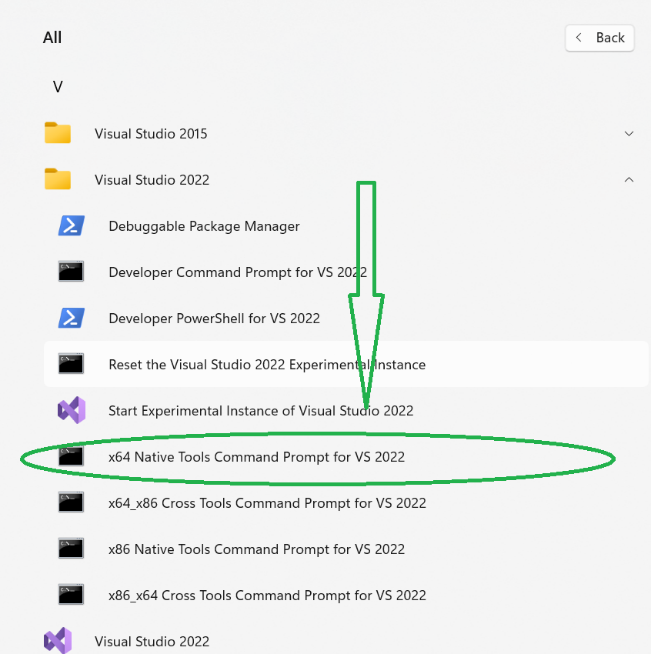 All
Back
V
Visual Studio 2015
Visual Studio 2022
Debuggable Package Manager
Developer Command Prompt for VS 2022
Developer PowerShell for VS 2022
Reset the Visual Studio 2022 Experimental Instance
Start Experimental Instance of Visual Studio 2022
x64 Native Tools Command Prompt for VS 2022
x64_x86 Cross Tools Command Prompt for VS 2022
x86 Native Tools Command Prompt for VS 2022
x86_x64 Cross Tools Command Prompt for VS 2022
Visual Studio 2022